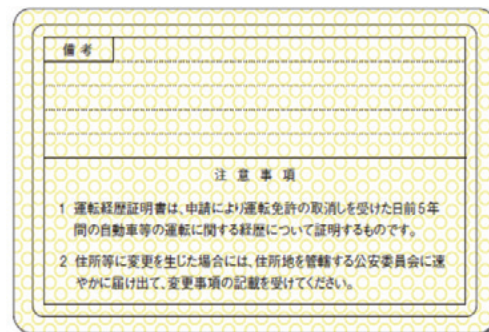 備考
注意事項
1 運転経歴証明書は、申請により運転免許の取消しを受けた日前5年
間の自動車等の運転に関する経歴について証明するものです。
2 住所等に変更を生じた場合には、住所地を管轄する公安委員会に速
やかに届け出て、変更事項の記載を受けてください。